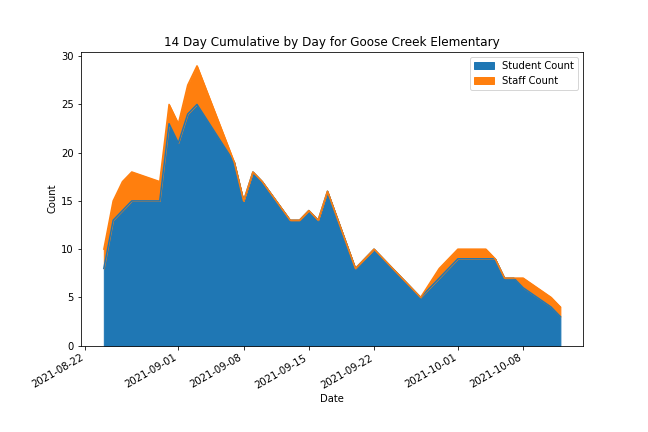 14 Day Cumulative by Day for Goose Creek Elementary
30
25
20
15
10
5
0
Count
Student Count
Staff Count
2021-08-22
2021-09-01
2021-09-08
2021-09-15
2021-09-22
2021-10-01
2021-10-08
Date